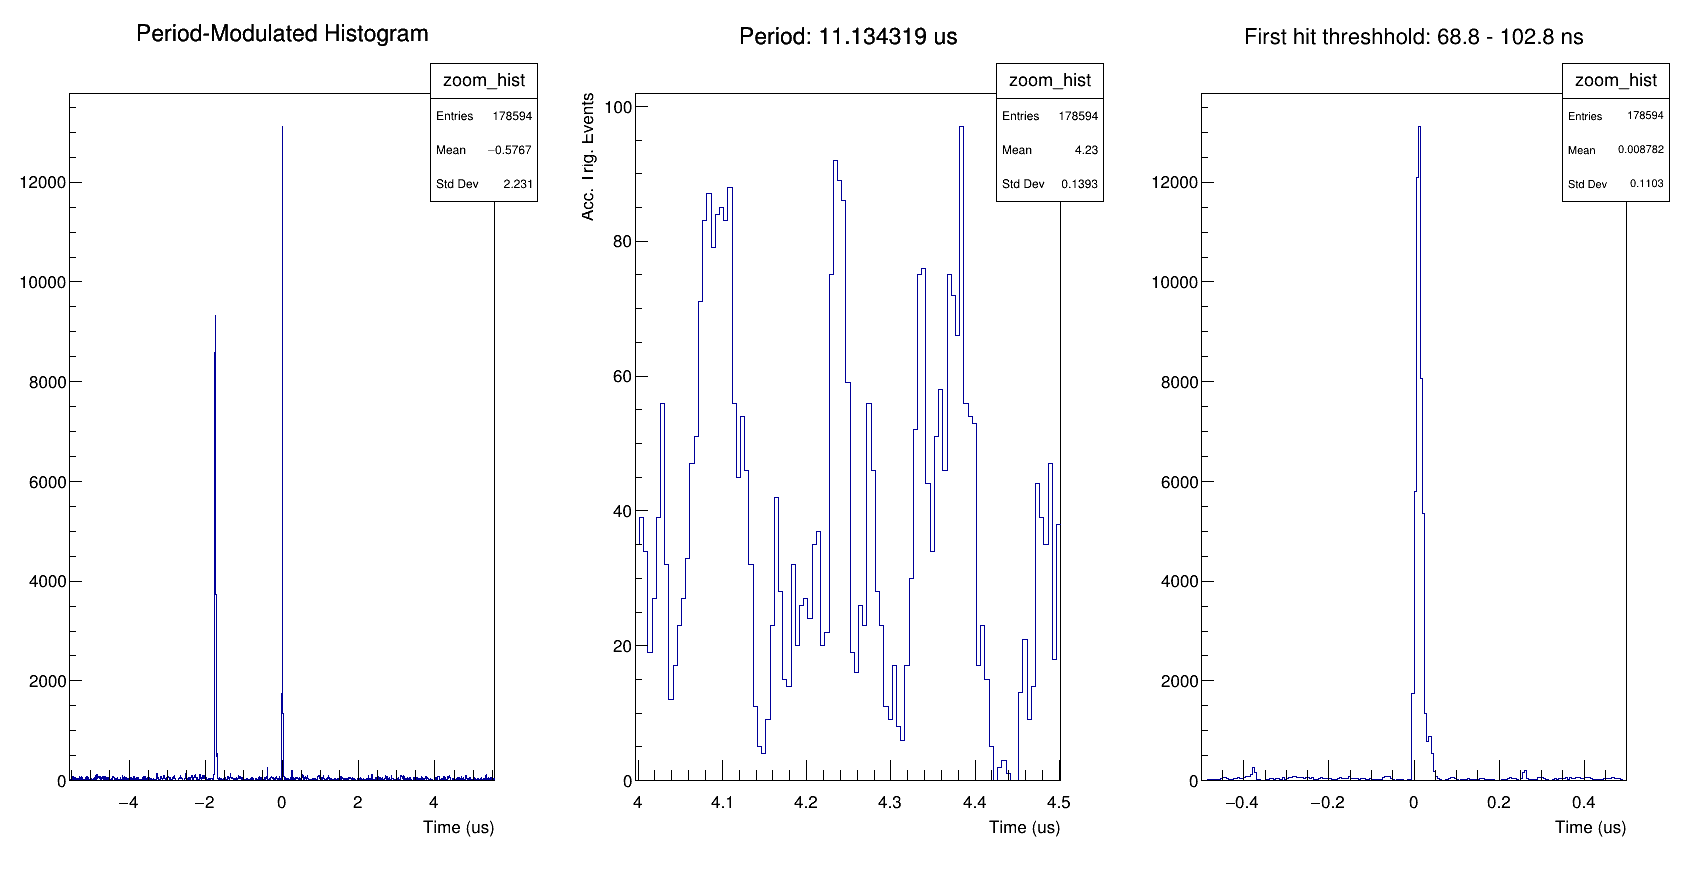 Period-Modulated Histogram
zoom_hist
Entries 178594
Mean −0.5767
Std Dev 2.231
12000
10000
8000
6000
4000
2000
0
−4 −2 0 2 4
Time (us)
Period: 11.134319 us
Acc. Trig. Events
zoom_hist
Entries 178594
Mean 4.23
Std Dev 0.1393
100
80
60
40
20
0
4 4.1 4.2 4.3 4.4 4.5
Time (us)
First hit threshhold: 68.8 - 102.8 ns
zoom_hist
Entries 178594
Mean 0.008782
Std Dev 0.1103
12000
10000
8000
6000
4000
2000
0
−0.4 −0.2 0 0.2 0.4
Time (us)